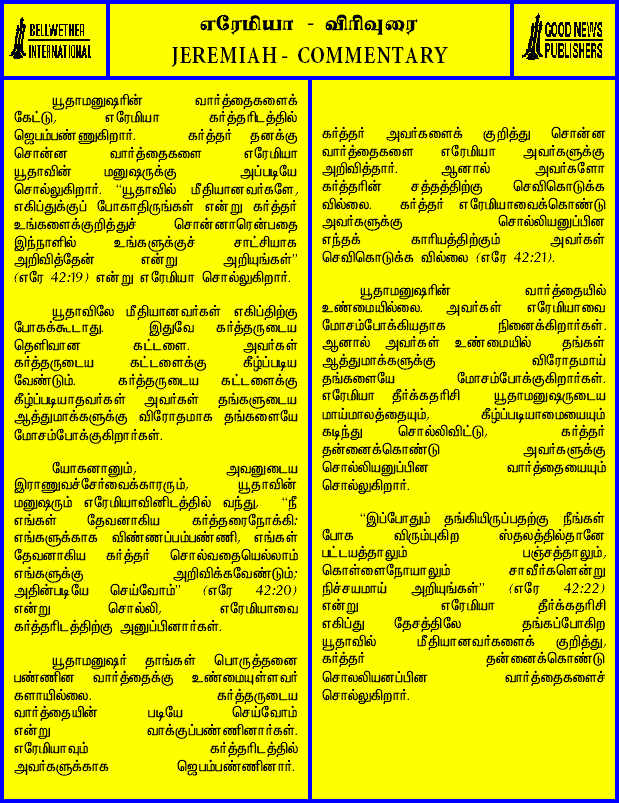 BELLWETHER
INTERNATIONAL
எரேமியா - விரிவுரை
JEREMIAH - COMMENTARY
GOOD NEWS
PUBLISHERS
யூதாமனுஷரின் வார்த்தைகளைக்
கேட்டு, எரேமியா கர்த்தரிடத்தில்
ஜெபம்பண்ணுகிறார். கர்த்தர் தனக்கு
சொன்ன வார்த்தைகளை எரேமியா
யூதாவின் மனுஷருக்கு அப்படியே
சொல்லுகிறார். “யூதாவில் மீதியானவர்களே,
எகிப்துக்குப் போகாதிருங்கள் என்று கர்த்தர்
உங்களைக்குறித்துச் சொன்னாரென்பதை
இந்நாளில் உங்களுக்குச் சாட்சியாக
அறிவித்தேன் என்று அறியுங்கள்”
(எரே 42:19) என்று எரேமியா சொல்லுகிறார்.
யூதாவிலே மீதியானவர்கள் எகிப்திற்கு
போகக்கூடாது. இதுவே கர்த்தருடைய
தெளிவான கட்டளை. அவர்கள்
கர்த்தருடைய கட்டளைக்கு கீழ்ப்படிய
வேண்டும். கர்த்தருடைய கட்டளைக்கு
கீழ்ப்படியாதவர்கள் அவர்கள் தங்களுடைய
ஆத்துமாக்களுக்கு விரோதமாக தங்களையே
மோசம்போக்குகிறார்கள்.
யோகனானும், அவனுடைய
இராணுவச்சேர்வைக்காரரும், யூதாவின்
மனுஷரும் எரேமியாவினிடத்தில் வந்து, “நீ
எங்கள் தேவனாகிய கர்த்தரைநோக்கி:
எங்களுக்காக விண்ணப்பம்பண்ணி, எங்கள்
தேவனாகிய கர்த்தர் சொல்வதையெல்லாம்
எங்களுக்கு அறிவிக்கவேண்டும்;
அதின்படியே செய்வோம்” (எரே 42:20)
என்று சொல்லி, எரேமியாவை
கர்த்தரிடத்திற்கு அனுப்பினார்கள்.
யூதாமனுஷர் தாங்கள் பொருத்தனை
பண்ணின வார்த்தைக்கு உண்மையுள்ளவர்
களாயில்லை. கர்த்தருடைய
வார்த்தையின் படியே செய்வோம்
என்று வாக்குப்பண்ணினார்கள்.
எரேமியாவும் கர்த்தரிடத்தில்
அவர்களுக்காக ஜெபம்பண்ணினார்.
கர்த்தர் அவர்களைக் குறித்து சொன்ன
வார்த்தைகளை எரேமியா அவர்களுக்கு
அறிவித்தார். ஆனால் அவர்களோ
கர்த்தரின் சத்தத்திற்கு செவிகொடுக்க
வில்லை. கர்த்தர் எரேமியாவைக்கொண்டு
அவர்களுக்கு சொல்லியனுப்பின
எந்தக் காரியத்திற்கும் அவர்கள்
செவிகொடுக்க வில்லை (எரே 42:21).
யூதாமனுஷரின் வார்த்தையில்
உண்மையில்லை. அவர்கள் எரேமியாவை
மோசம்போக்கியதாக நினைக்கிறார்கள்.
ஆனால் அவர்கள் உண்மையில் தங்கள்
ஆத்துமாக்களுக்கு விரோதமாய்
தங்களையே மோசம்போக்குகிறார்கள்.
எரேமியா தீர்க்கதரிசி யூதாமனுஷருடைய
மாய்மாலத்தையும், கீழ்ப்படியாமையையும்
கடிந்து சொல்லிவிட்டு, கர்த்தர்
தன்னைக்கொண்டு அவர்களுக்கு
சொல்லியனுப்பின வார்த்தையையும்
சொல்லுகிறார்.
“இப்போதும் தங்கியிருப்பதற்கு நீங்கள்
போக விரும்புகிற ஸ்தலத்தில்தானே
பட்டயத்தாலும் பஞ்சத்தாலும்,
கொள்ளைநோயாலும் சாவீர்களென்று
நிச்சயமாய் அறியுங்கள்” (எரே 42:22)
என்று எரேமியா தீர்க்கதரிசி
எகிப்து தேசத்திலே தங்கப்போகிற
யூதாவில் மீதியானவர்களைக் குறித்து,
கர்த்தர் தன்னைக்கொண்டு
சொலலியனப்பின வார்த்தைகளைச்
சொல்லுகிறார்.